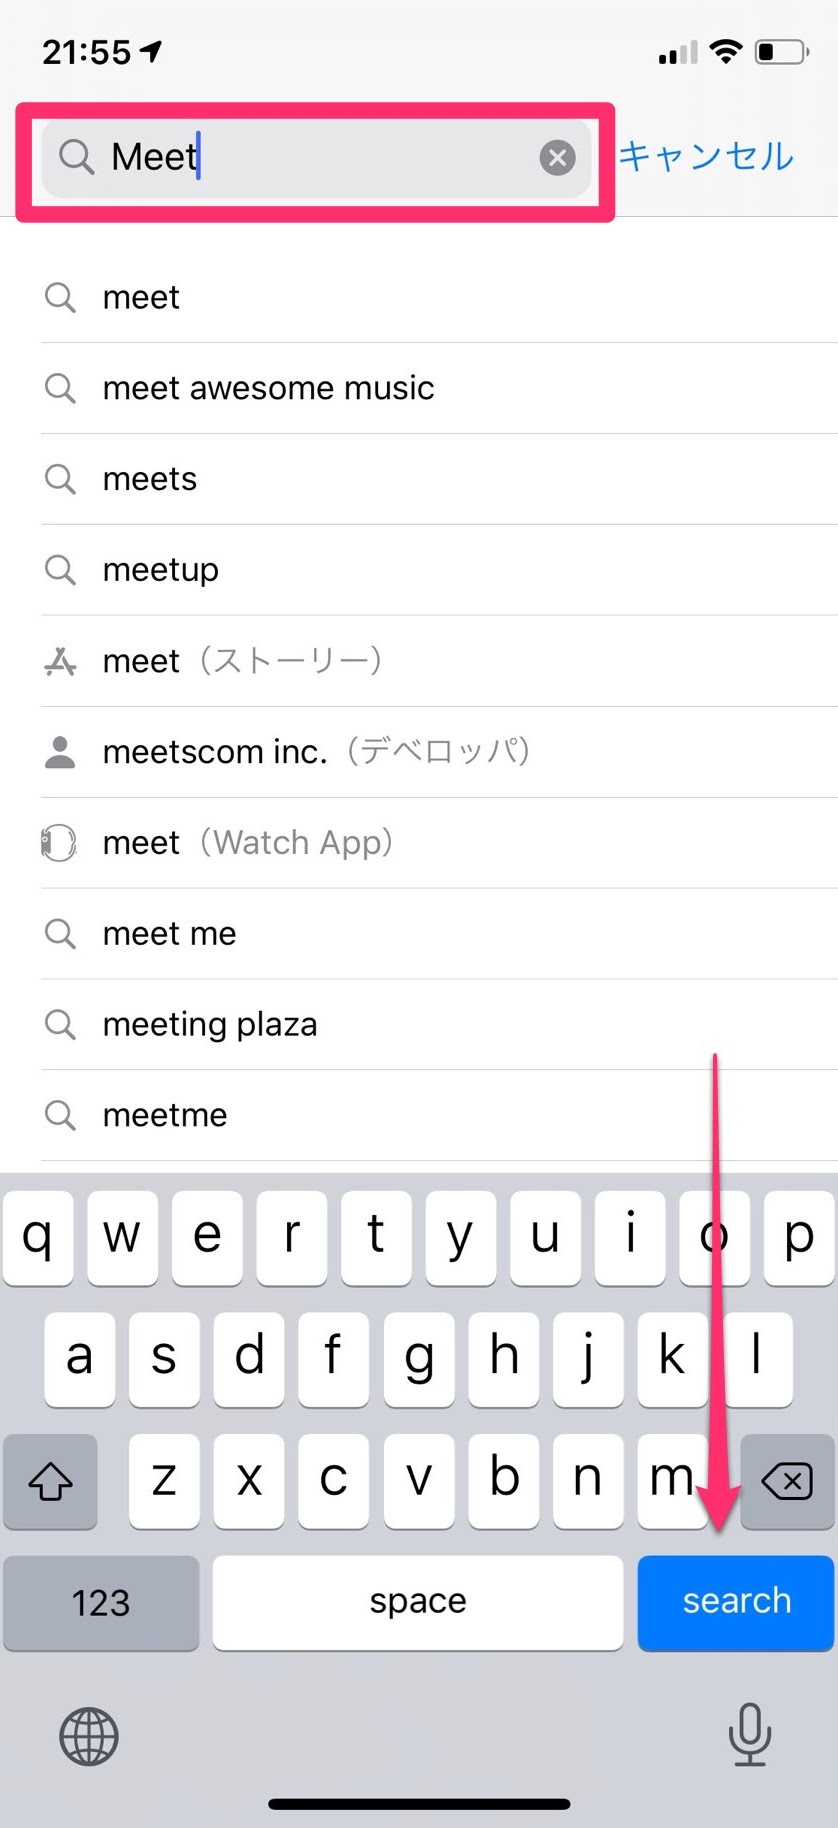 21:55
Meet キャンセル
meet
meet awesome music
meets
meetup
meet（ストーリー）
meetscom inc.（デベロッパ）
meet（Watch App）
meet me
meeting plaza
meetme
q w e r t y u i o p
a s d f g h j k l
z x c v b n m
123 space search